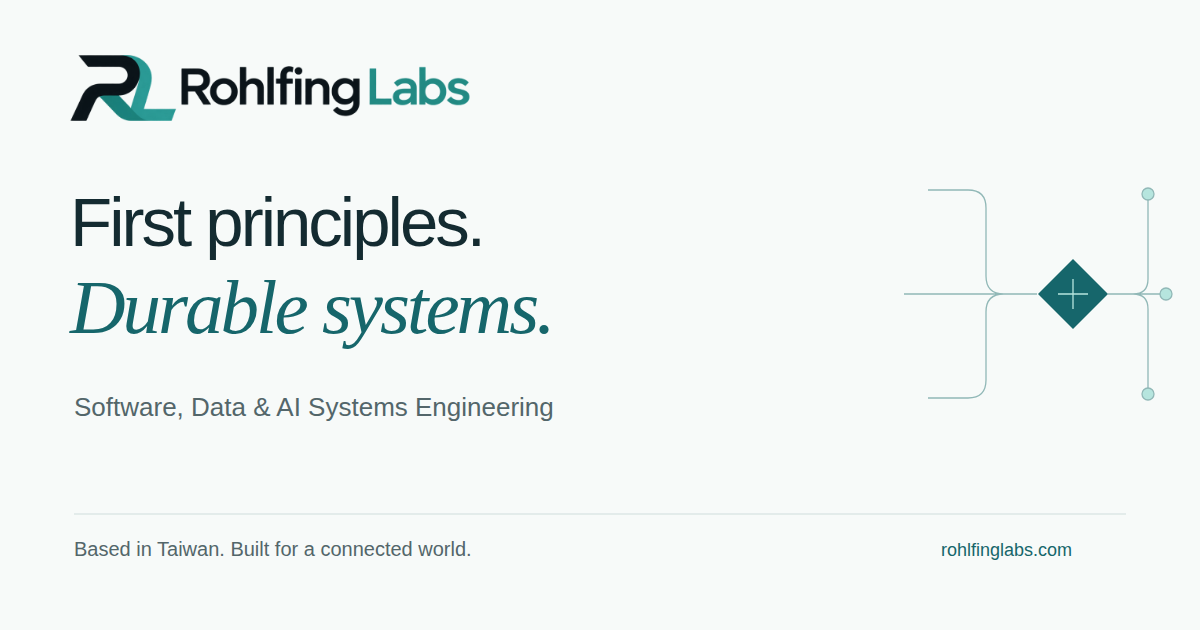 Rohlfing Labs
First principles.
Durable systems.
Software, Data & AI Systems Engineering
Based in Taiwan. Built for a connected world.
rohlfinglabs.com